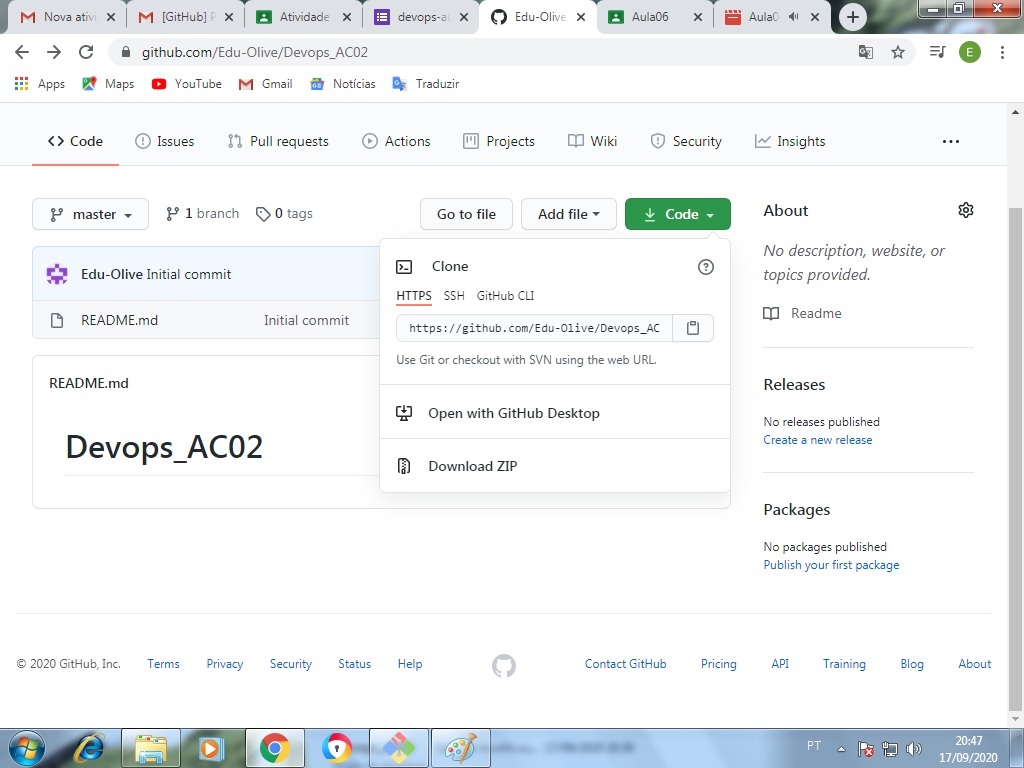 Nova ativi
[GitHub] P
Atividade
devops-au
Edu-Olive
Aula06
Aula0
github.com/Edu-Olive/Devops_AC02
E
Apps
Maps
YouTube
Gmail
Notícias
Traduzir
Code
Issues
Pull requests
Actions
Projects
Wiki
Security
Insights
master
1 branch
0 tags
Go to file
Add file
Code
About
No description, website, or
topics provided.
Readme
Edu-Olive Initial commit
README.md
Initial commit
Clone
HTTPS
SSH
GitHub CLI
https://github.com/Edu-Olive/Devops_AC
Use Git or checkout with SVN using the web URL.
Open with GitHub Desktop
Download ZIP
README.md
Devops_AC02
Releases
No releases published
Create a new release
Packages
No packages published
Publish your first package
© 2020 GitHub, Inc.
Terms
Privacy
Security
Status
Help
Contact GitHub
Pricing
API
Training
Blog
About
PT
20:47
17/09/2020